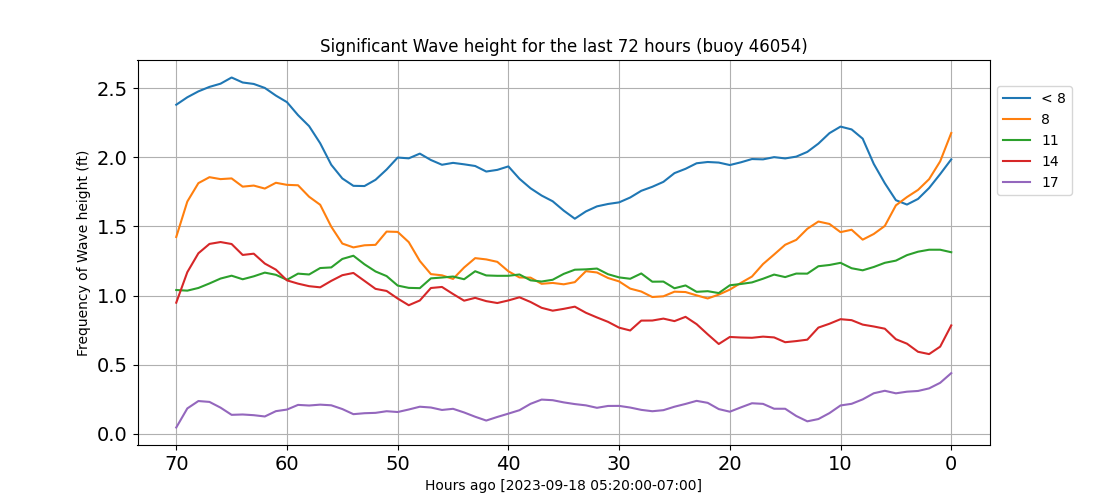 Significant Wave height for the last 72 hours (buoy 46054)
Frequency of Wave height (ft)
2.5
2.0
1.5
1.0
0.5
0.0
70 60 50 40 30 20 10 0
Hours ago [2023-09-18 05:20:00-07:00]
< 8
8
11
14
17